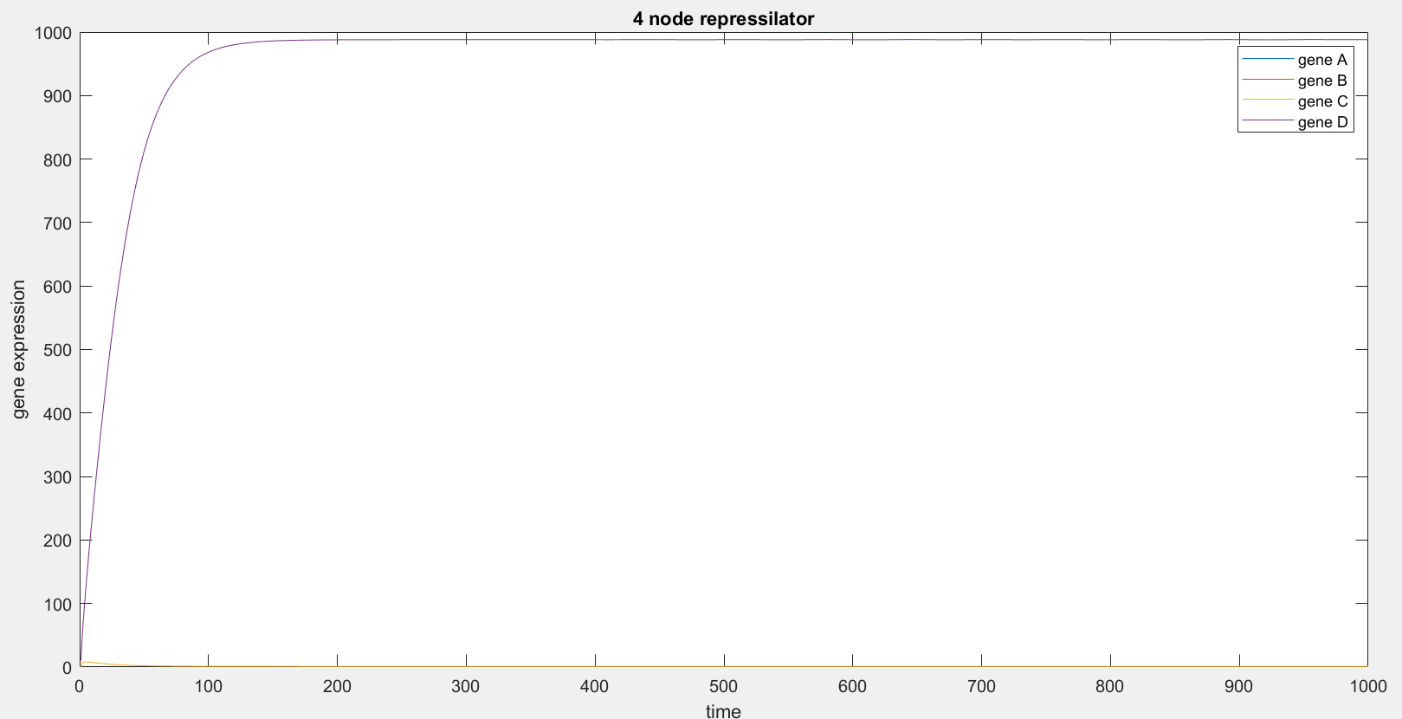 4 node repressilator
1000
900
800
700
600
500
400
300
200
100
0
gene expression
gene A
gene B
gene C
gene D
0 100 200 300 400 500 600 700 800 900 1000
time